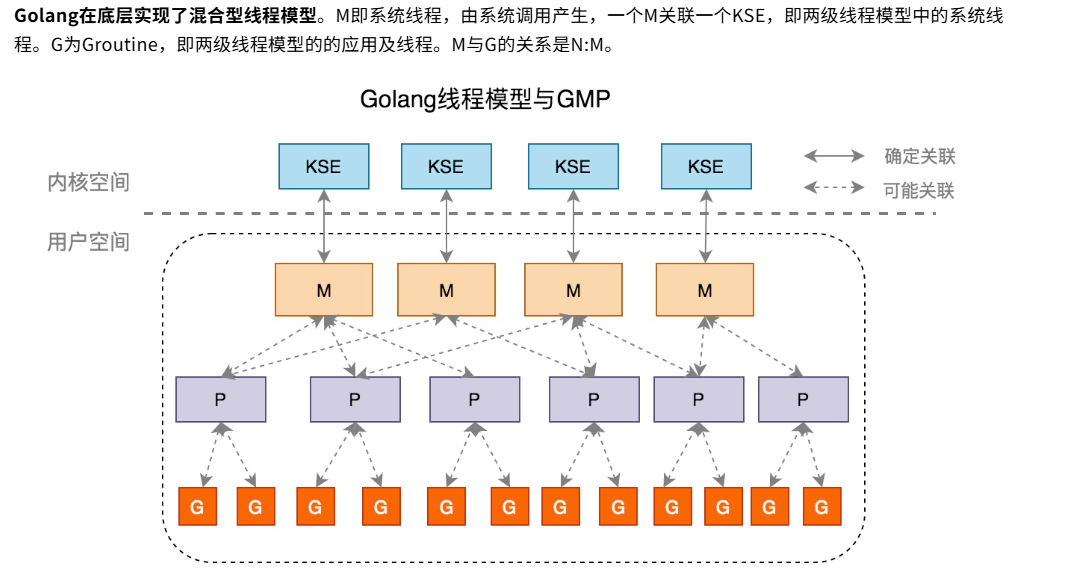 Golang在底层实现了混合型线程模型。M即系统线程，由系统调用产生，一个M关联一个KSE，即两级线程模型中的系统线
程。G为Groutine，即两级线程模型的的应用及线程。M与G的关系是N:M。
Golang线程模型与GMP
KSE KSE KSE KSE 确定关联
内核空间 可能关联
用户空间
M M M M
P P P P P P
G G G G G G G G G G G G